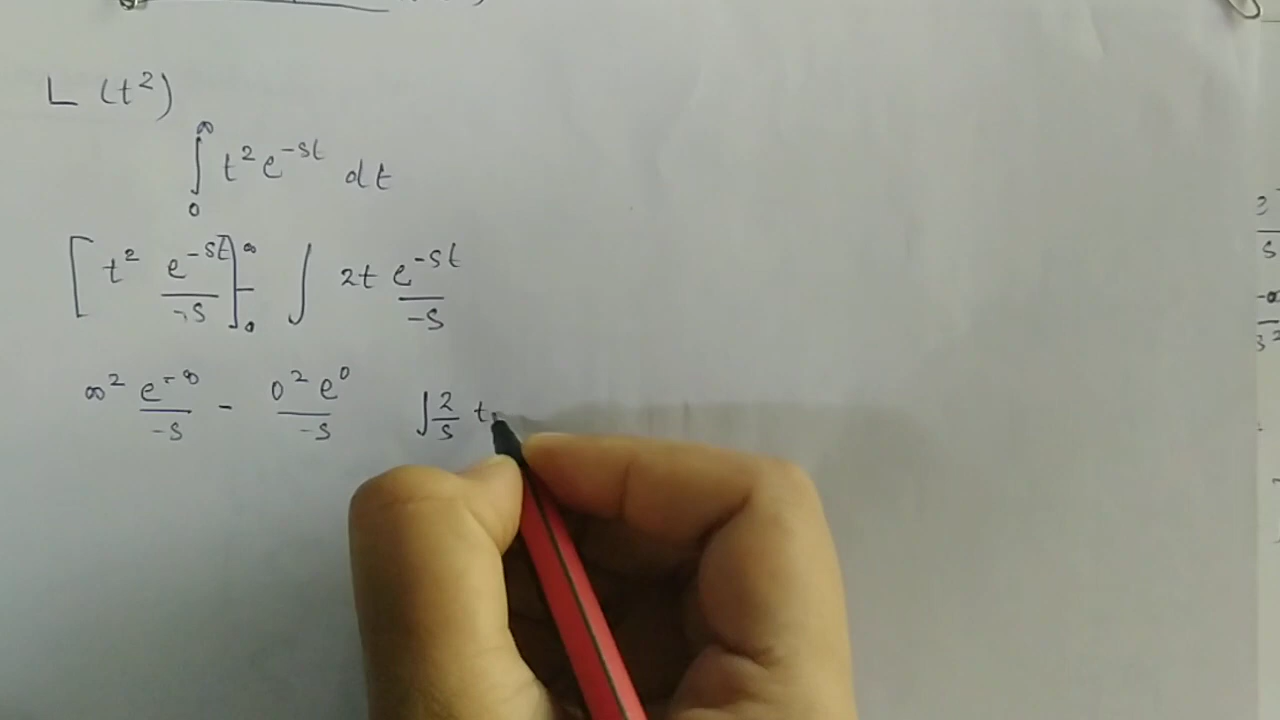 L (t²)
∫₀^∞ t² e^{-st} dt
[ t² e^{-st}/-s ]₀^∞ - ∫ 2t e^{-st}/-s
∞² e^{-∞}/-s - 0² e⁰/-s ∫ 2/s t